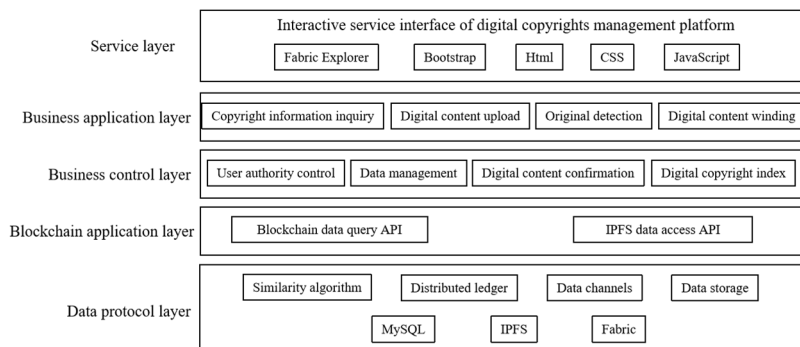 Interactive service interface of digital copyrights management platform
Service layer
Fabric Explorer Bootstrap Html CSS JavaScript
Business application layer Copyright information inquiry Digital content upload Original detection Digital content winding
Business control layer User authority control Data management Digital content confirmation Digital copyright index
Blockchain application layer Blockchain data query API IPFS data access API
Similarity algorithm Distributed ledger Data channels Data storage
Data protocol layer
MySQL IPFS Fabric